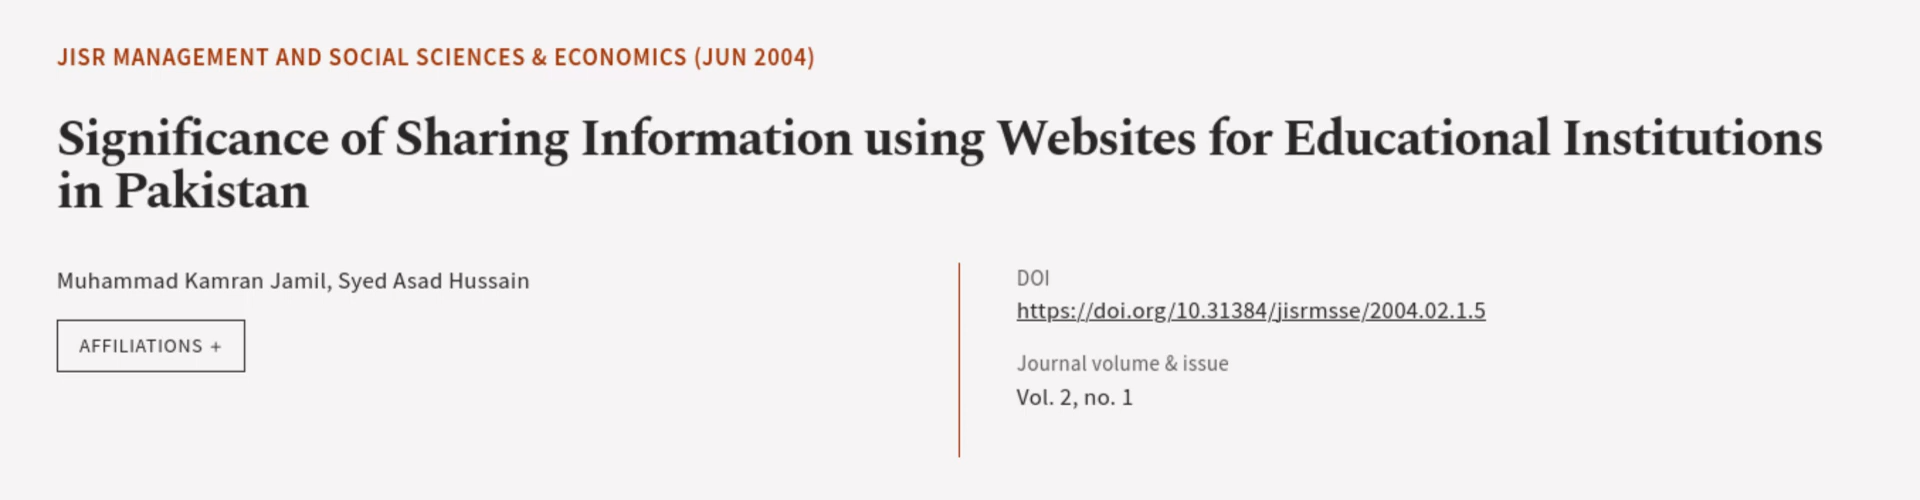 JISR MANAGEMENT AND SOCIAL SCIENCES & ECONOMICS (JUN 2004)
Significance of Sharing Information using Websites for Educational Institutions
in Pakistan
Muhammad Kamran Jamil, Syed Asad Hussain
AFFILIATIONS +
DOI
https://doi.org/10.31384/jisrmsse/2004.02.1.5
Journal volume & issue
Vol. 2, no. 1